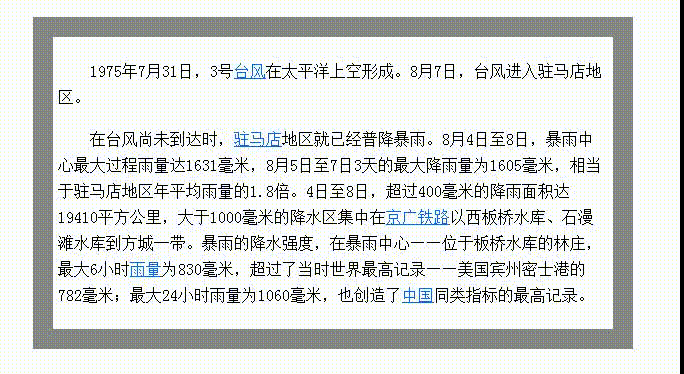 1975年7月31日，3号台风在太平洋上空形成。8月7日，台风进入驻马店地
区。
在台风尚未到达时，驻马店地区就已经普降暴雨。8月4日至8日，暴雨中
心最大过程雨量达1631毫米，8月5日至7日3天的最大降雨量为1605毫米，相当
于驻马店地区年平均雨量的1.8倍。4日至8日，超过400毫米的降雨面积达
19410平方公里，大于1000毫米的降水区集中在京广铁路以西板桥水库、石漫
滩水库到方城一带。暴雨的降水强度，在暴雨中心——位于板桥水库的林庄，
最大6小时雨量为830毫米，超过了当时世界最高记录——美国宾州密士港的
782毫米；最大24小时雨量为1060毫米，也创造了中国同类指标的最高记录。